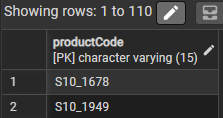 Showing rows: 1 to 110
productCode
[PK] character varying (15)
1 S10_1678
2 S10_1949